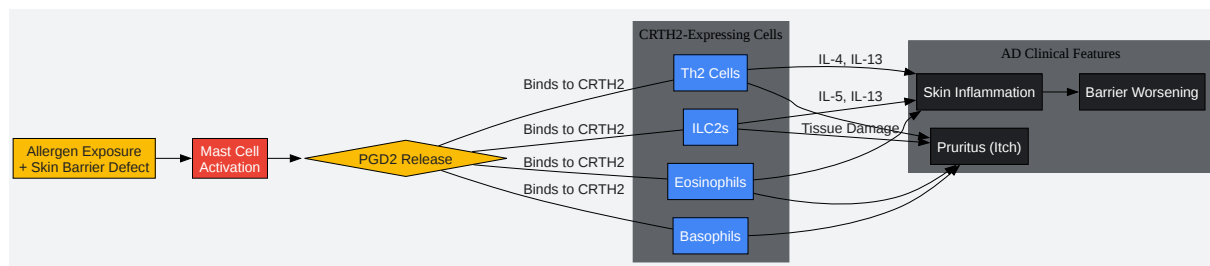 Allergen Exposure
+ Skin Barrier Defect
Mast Cell
Activation
PGD2 Release
Binds to CRTH2
Binds to CRTH2
Binds to CRTH2
Binds to CRTH2
CRTH2-Expressing Cells
Th2 Cells
ILC2s
Eosinophils
Basophils
IL-4, IL-13
IL-5, IL-13
Tissue Damage
AD Clinical Features
Skin Inflammation
Barrier Worsening
Pruritus (Itch)